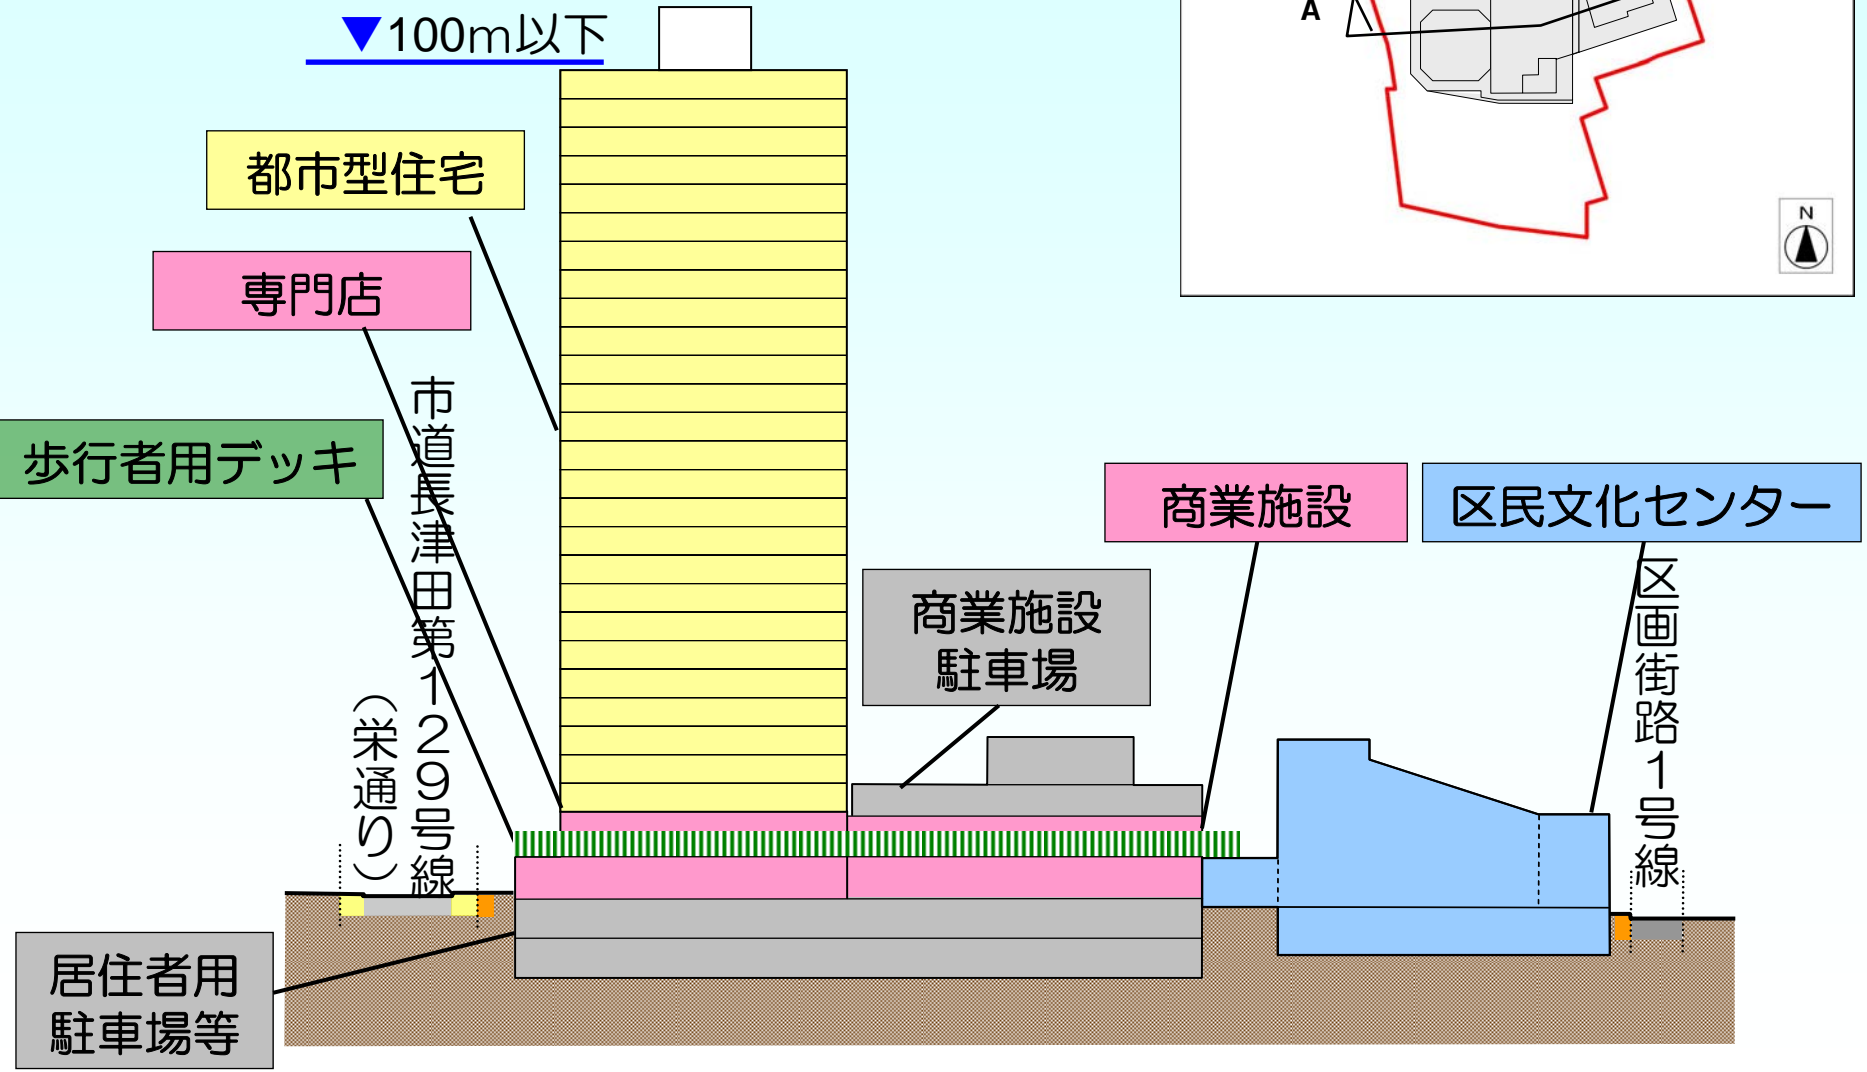 ▼100m以下
A
N
都市型住宅
専門店
市道長津田第129号線
(栄通り)
歩行者用デッキ
商業施設
区民文化センター
区画街路1号線
商業施設
駐車場
居住者用
駐車場等